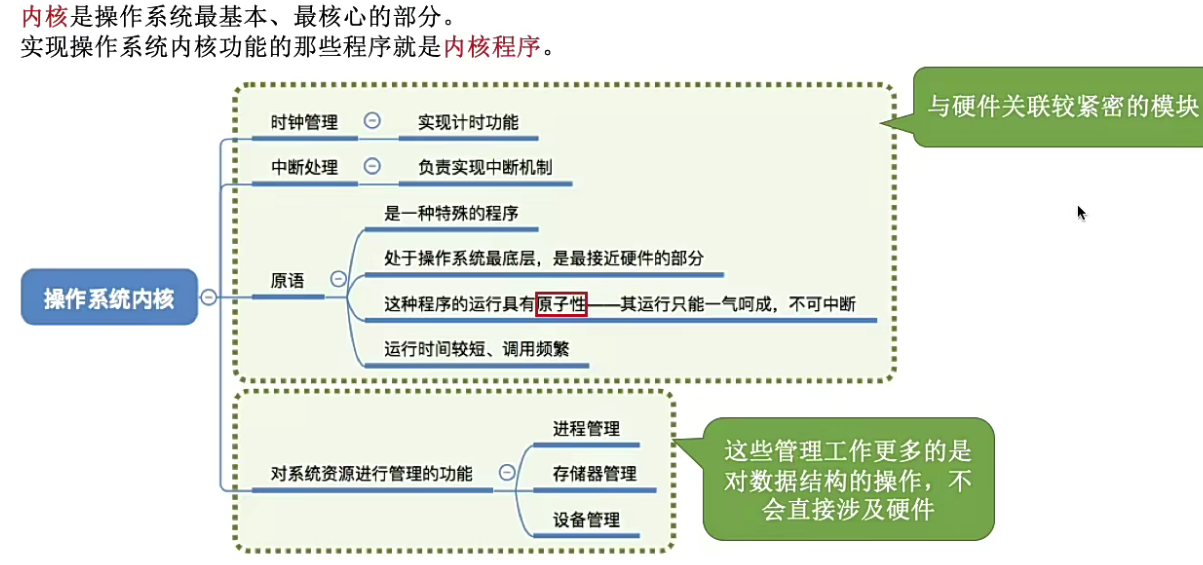 内核是操作系统最基本、最核心的部分。
实现操作系统内核功能的那些程序就是内核程序。
与硬件关联较紧密的模块
时钟管理
实现计时功能
中断处理
负责实现中断机制
原语
是一种特殊的程序
处于操作系统最底层，是最接近硬件的部分
这种程序的运行具有原子性——其运行只能一气呵成，不可中断
运行时间较短、调用频繁
操作系统内核
对系统资源进行管理的功能
进程管理
存储器管理
设备管理
这些管理工作更多的是
对数据结构的操作，不
会直接涉及硬件